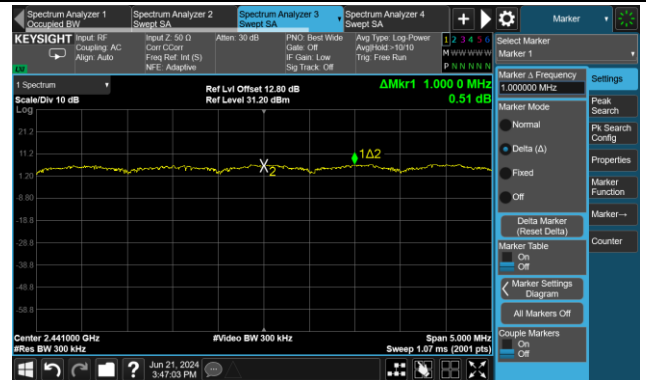 Spectrum Analyzer 1
Occupied BW
Spectrum Analyzer 2
Swept SA
Spectrum Analyzer 3
Swept SA
Spectrum Analyzer 4
Swept SA
+
Marker
KEYSIGHT
Input: RF
Coupling: AC
Align: Auto
Input Z: 50 Ω
Corr CCorr
Freq Ref: Int (S)
NFE: Adaptive
Atten: 30 dB
PNO: Best Wide
Gate: Off
IF Gain: Low
Sig Track: Off
Avg Type: Log-Power
Avg|Hold:>10/10
Trig: Free Run
1 2 3 4 5 6
M W W W W W
P N N N N N
Select Marker
Marker 1
1 Spectrum
Scale/Div 10 dB
Log
Ref Lvl Offset 12.80 dB
Ref Level 31.20 dBm
ΔMkr1 1.000 0 MHz
0.51 dB
21.2
11.2
1.20
-8.80
-18.8
-28.8
-38.8
-48.8
-58.8
1Δ2
X2
Center 2.441000 GHz
#Res BW 300 kHz
#Video BW 300 kHz
Span 5.000 MHz
Sweep 1.07 ms (2001 pts)
Marker Δ Frequency
1.000000 MHz
Marker Mode
Normal
Delta (Δ)
Fixed
Off
Delta Marker
(Reset Delta)
Marker Table
On
Off
Marker Settings
Diagram
All Markers Off
Couple Markers
On
Off
Settings
Peak
Search
Pk Search
Config
Properties
Marker
Function
Marker→
Counter
?
Jun 21, 2024
3:47:03 PM